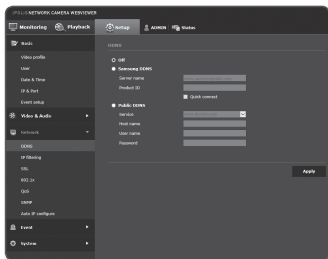 iPOLiS NETWORK CAMERA WEBVIEWER
Monitoring
Playback
Setup
ADMIN
Status
Basic
Video profile
User
Date & Time
IP & Port
Event setup
Video & Audio
Network
DDNS
IP filtering
SSL
802.1x
QoS
SNMP
Auto IP configure
Event
System
DDNS
Off
Samsung DDNS
Server name
Product ID
Quick connect
Public DDNS
Service
Host name
User name
Password
Apply